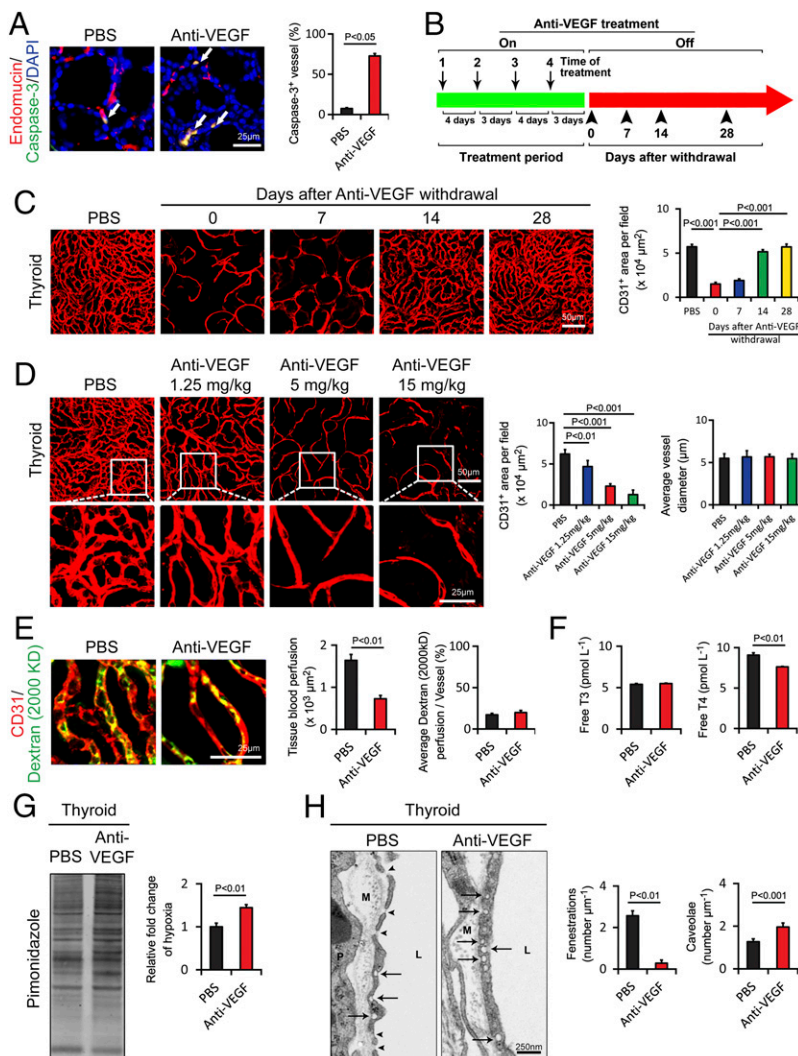 A
PBS
Anti-VEGF
Endomucin/
Caspase-3/DAPI
25μm
Caspase-3⁺ vessel (%)
100
50
0
P<0.05
PBS
Anti-VEGF
B
Anti-VEGF treatment
On
Off
1
2
3
4
Time of
treatment
4 days
3 days
4 days
3 days
0
7
14
28
Treatment period
Days after withdrawal
C
Days after Anti-VEGF withdrawal
PBS
0
7
14
28
Thyroid
50μm
CD31⁺ area per field
(x 10⁴ μm²)
10
5
0
P<0.001
P<0.001
P<0.001
PBS
0
7
14
28
Days after Anti-VEGF
withdrawal
D
PBS
Anti-VEGF
1.25 mg/kg
Anti-VEGF
5 mg/kg
Anti-VEGF
15 mg/kg
Thyroid
50μm
25μm
CD31⁺ area per field
(x 10⁴ μm²)
10
5
0
P<0.001
P<0.001
P<0.01
PBS
Anti-VEGF 1.25mg/kg
Anti-VEGF 5mg/kg
Anti-VEGF 15mg/kg
Average vessel
diameter (μm)
10
5
0
PBS
Anti-VEGF 1.25mg/kg
Anti-VEGF 5mg/kg
Anti-VEGF 15mg/kg
E
PBS
Anti-VEGF
CD31/
Dextran (2000 KD)
25μm
Tissue blood perfusion
(x 10³ μm²)
2
1
0
P<0.01
PBS
Anti-VEGF
Average Dextran (2000kD)
perfusion / Vessel (%)
100
50
0
PBS
Anti-VEGF
F
Free T3 (pmol L⁻¹)
15
10
5
0
PBS
Anti-VEGF
Free T4 (pmol L⁻¹)
10
5
0
P<0.01
PBS
Anti-VEGF
G
Thyroid
PBS
Anti-
VEGF
Pimonidazole
Relative fold change
of hypoxia
2
1
0
P<0.01
PBS
Anti-VEGF
H
Thyroid
PBS
Anti-VEGF
M
P
L
M
L
250nm
Fenestrations
(number μm⁻¹)
4
2
0
P<0.01
PBS
Anti-VEGF
Caveolae
(number μm⁻¹)
4
2
0
P<0.001
PBS
Anti-VEGF